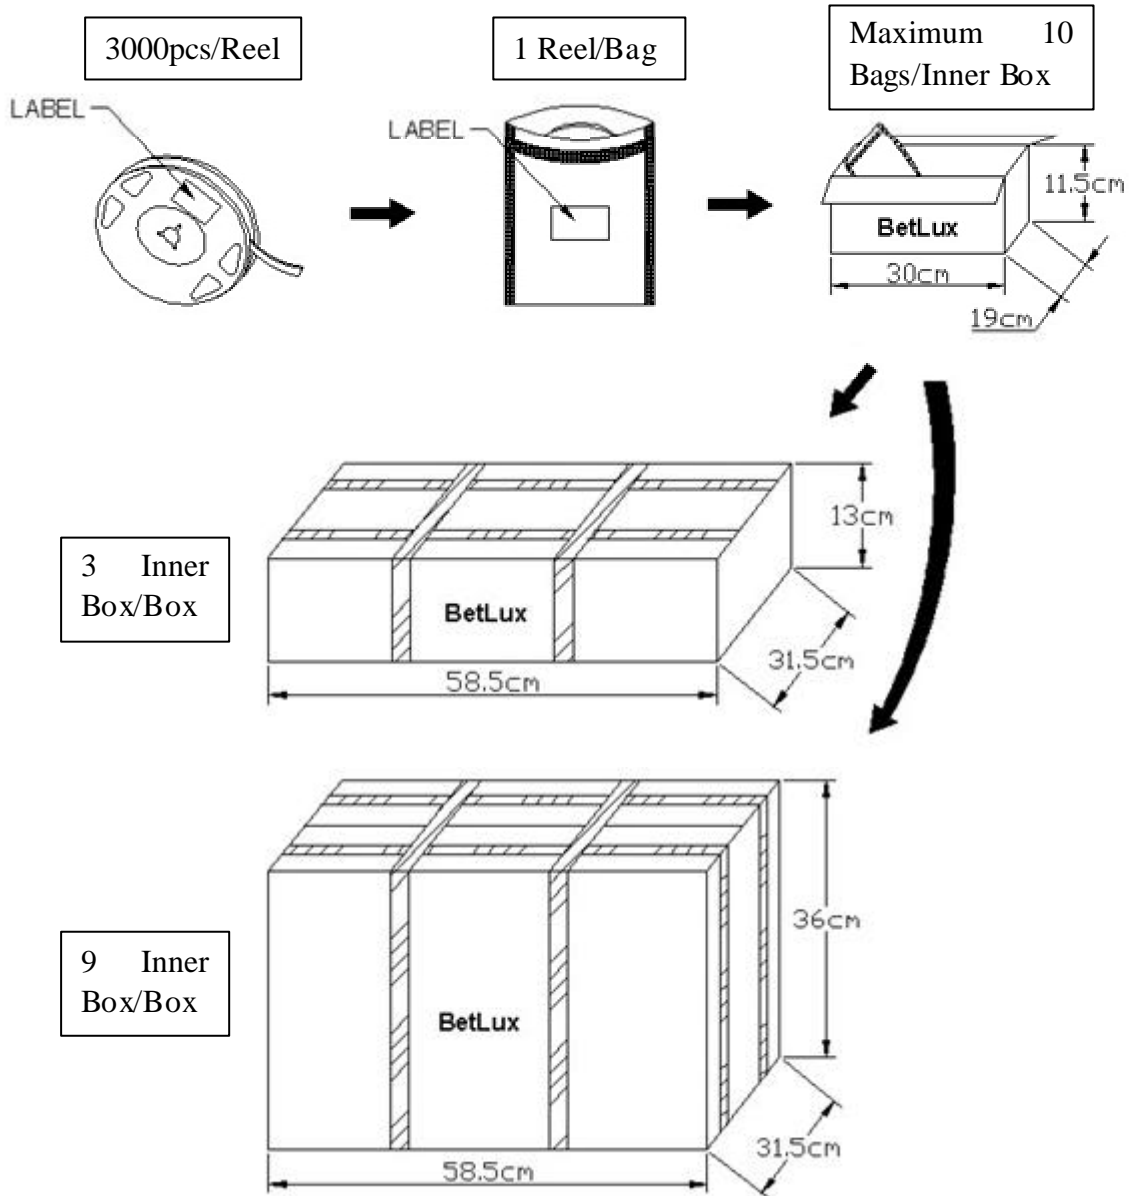 3000pcs/Reel
1 Reel/Bag
Maximum 10
Bags/Inner Box
LABEL
LABEL
11.5cm
BetLux
30cm
19cm
13cm
3 Inner
Box/Box
BetLux
31.5cm
58.5cm
36cm
9 Inner
Box/Box
BetLux
31.5cm
58.5cm